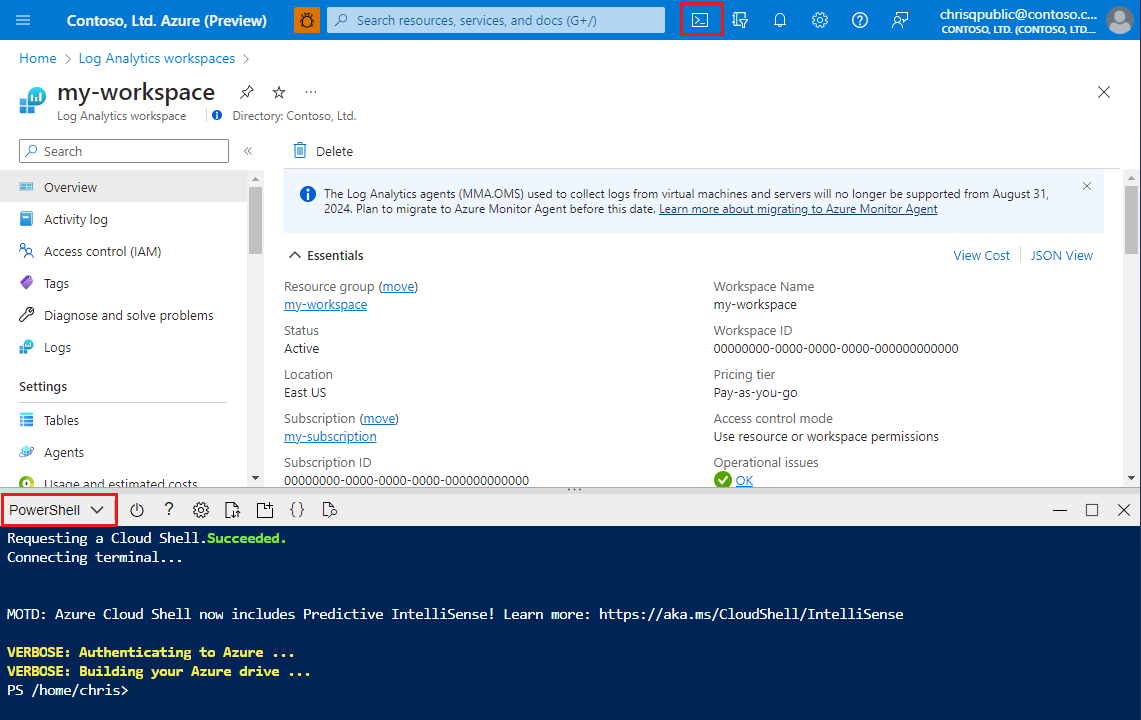 Contoso, Ltd. Azure (Preview)
Search resources, services, and docs (G+/)
chrisqpublic@contoso.c...
CONTOSO, LTD. (CONTOSO, LTD....
Home > Log Analytics workspaces >
my-workspace
Log Analytics workspace
Directory: Contoso, Ltd.
Search
Delete
Overview
Activity log
Access control (IAM)
Tags
Diagnose and solve problems
Logs
Settings
Tables
Agents
Usage and estimated costs
The Log Analytics agents (MMA.OMS) used to collect logs from virtual machines and servers will no longer be supported from August 31,
2024. Plan to migrate to Azure Monitor Agent before this date. Learn more about migrating to Azure Monitor Agent
Essentials
View Cost
JSON View
Resource group (move)
my-workspace
Status
Active
Location
East US
Subscription (move)
my-subscription
Subscription ID
00000000-0000-0000-0000-000000000000
Workspace Name
my-workspace
Workspace ID
00000000-0000-0000-0000-000000000000
Pricing tier
Pay-as-you-go
Access control mode
Use resource or workspace permissions
Operational issues
OK
PowerShell
Requesting a Cloud Shell.Succeeded.
Connecting terminal...
MOTD: Azure Cloud Shell now includes Predictive IntelliSense! Learn more: https://aka.ms/CloudShell/IntelliSense
VERBOSE: Authenticating to Azure ...
VERBOSE: Building your Azure drive ...
PS /home/chris>